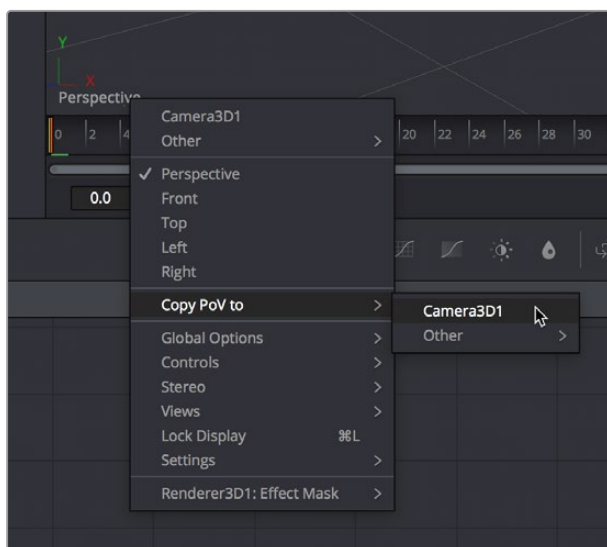 Y
X
Perspective
0 2 4 20 22 24 26 28 30
0.0
Camera3D1
Other >
✓ Perspective
Front
Top
Left
Right
Copy PoV to >
Camera3D1
Other >
Global Options >
Controls >
Stereo >
Views >
Lock Display ⌘L
Settings >
Renderer3D1: Effect Mask >